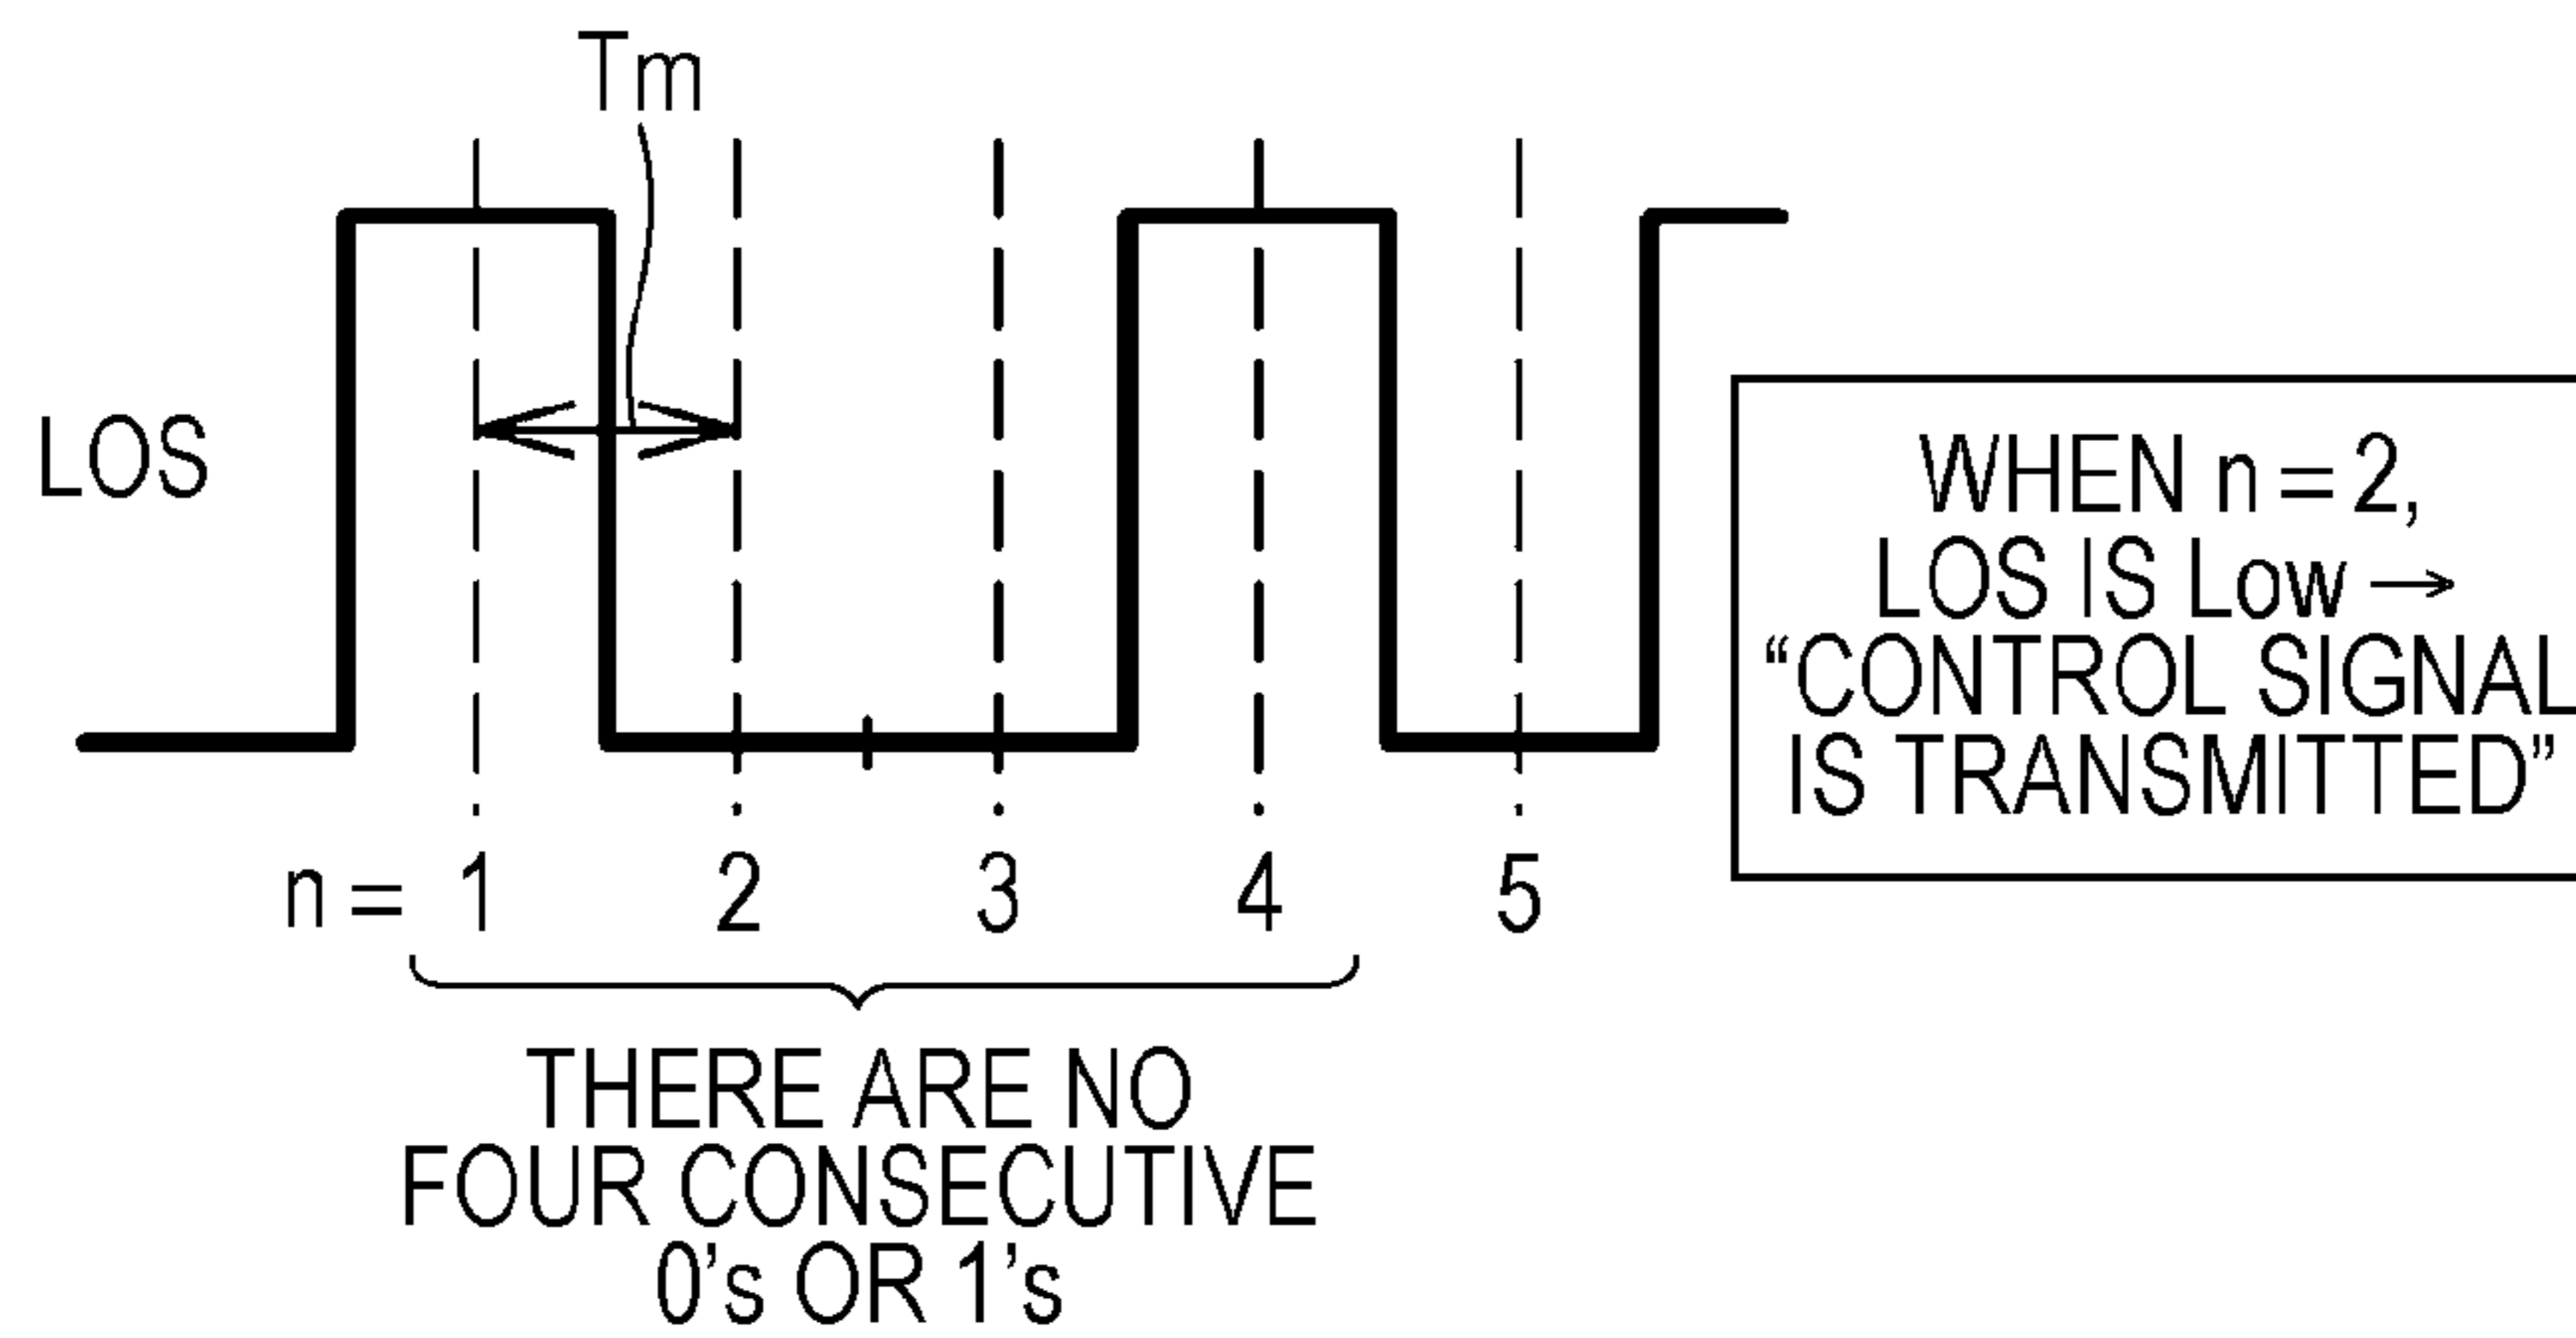 Tm
LOS
WHEN n = 2,
LOS IS Low →
“CONTROL SIGNAL
IS TRANSMITTED”
n = 1 2 3 4 5
THERE ARE NO
FOUR CONSECUTIVE
0’s OR 1’s